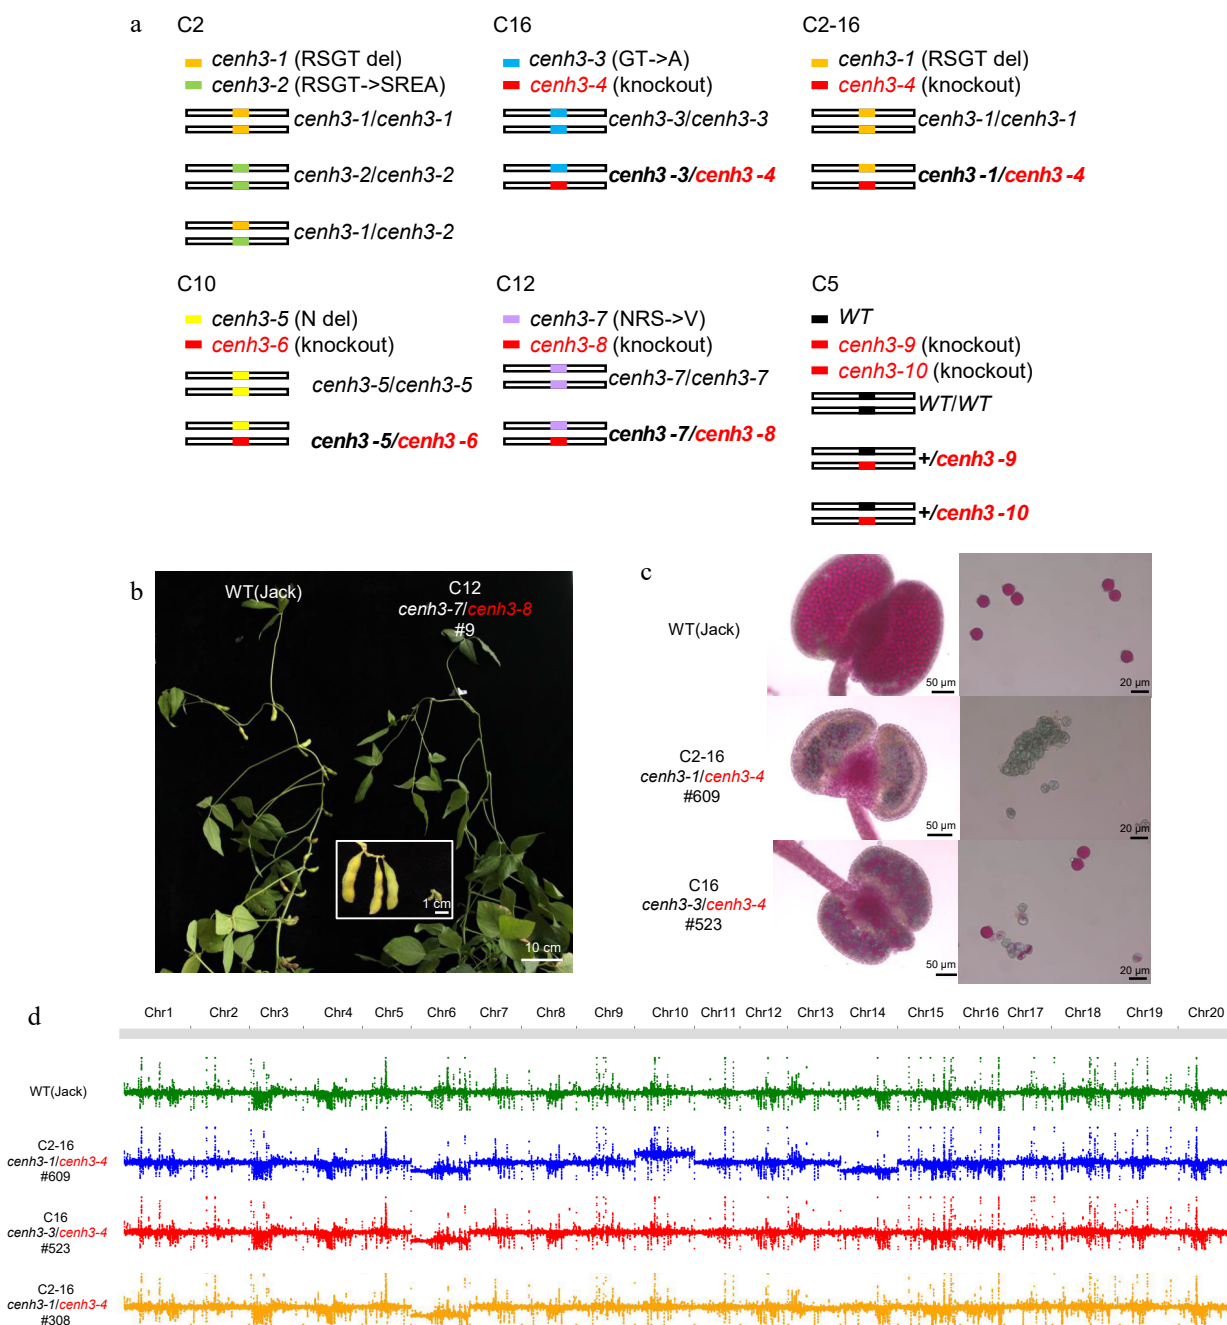 a
C2
cenh3-1 (RSGT del)
cenh3-2 (RSGT->SREA)
cenh3-1/cenh3-1
cenh3-2/cenh3-2
cenh3-1/cenh3-2
C16
cenh3-3 (GT->A)
cenh3-4 (knockout)
cenh3-3/cenh3-3
cenh3-3/cenh3-4
C2-16
cenh3-1 (RSGT del)
cenh3-4 (knockout)
cenh3-1/cenh3-1
cenh3-1/cenh3-4
C10
cenh3-5 (N del)
cenh3-6 (knockout)
cenh3-5/cenh3-5
cenh3-5/cenh3-6
C12
cenh3-7 (NRS->V)
cenh3-8 (knockout)
cenh3-7/cenh3-7
cenh3-7/cenh3-8
C5
WT
cenh3-9 (knockout)
cenh3-10 (knockout)
WT/WT
+/cenh3-9
+/cenh3-10
b
WT(Jack)
C12
cenh3-7/cenh3-8
#9
1 cm
10 cm
c
WT(Jack)
50 µm
20 µm
C2-16
cenh3-1/cenh3-4
#609
50 µm
20 µm
C16
cenh3-3/cenh3-4
#523
50 µm
20 µm
d
Chr1 Chr2 Chr3 Chr4 Chr5 Chr6 Chr7 Chr8 Chr9 Chr10 Chr11 Chr12 Chr13 Chr14 Chr15 Chr16 Chr17 Chr18 Chr19 Chr20
WT(Jack)
C2-16
cenh3-1/cenh3-4
#609
C16
cenh3-3/cenh3-4
#523
C2-16
cenh3-1/cenh3-4
#308